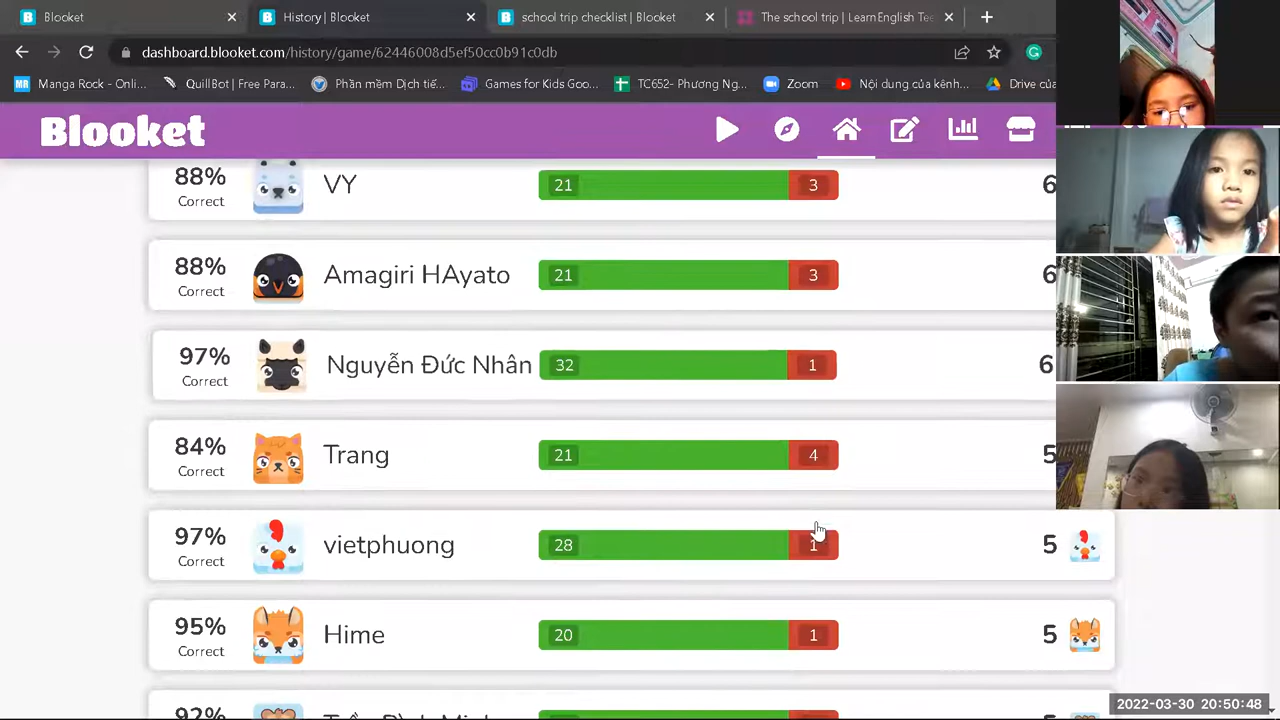 Blooket
History | Blooket
school trip checklist | Blooket
The school trip | LearnEnglish Tee
dashboard.blooket.com/history/game/62446008d5ef50cc0b91c0db
MR Manga Rock - Onli...
QuillBot | Free Para...
Phần mềm Dịch tiế...
Games for Kids Goo...
TC652- Phương Ng...
Zoom
Nội dung của kênh...
Drive củ
Blooket
88% VY 21 3 6
Correct
88% Amagiri HAyato 21 3 6
Correct
97% Nguyễn Đức Nhân 32 1 6
Correct
84% Trang 21 4 5
Correct
97% vietphuong 28 1 5
Correct
95% Hime 20 1 5
Correct
92%
2022-03-30 20:50:48